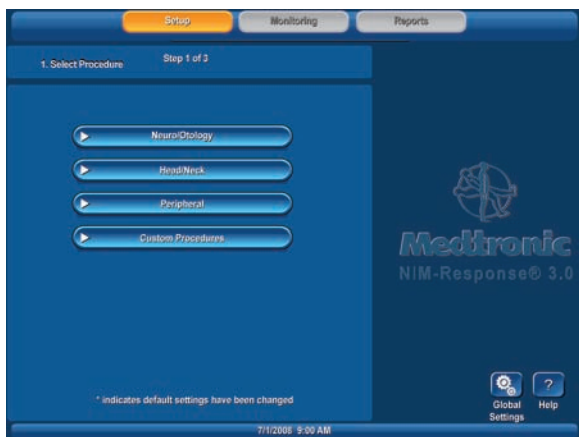 Setup
Monitoring
Reports
1. Select Procedure
Step 1 of 3
Neuro/Otology
Head/Neck
Peripheral
Custom Procedures
Medtronic
NIM-Response® 3.0
* indicates default settings have been changed
Global
Settings
?
Help
7/1/2008 9:00 AM